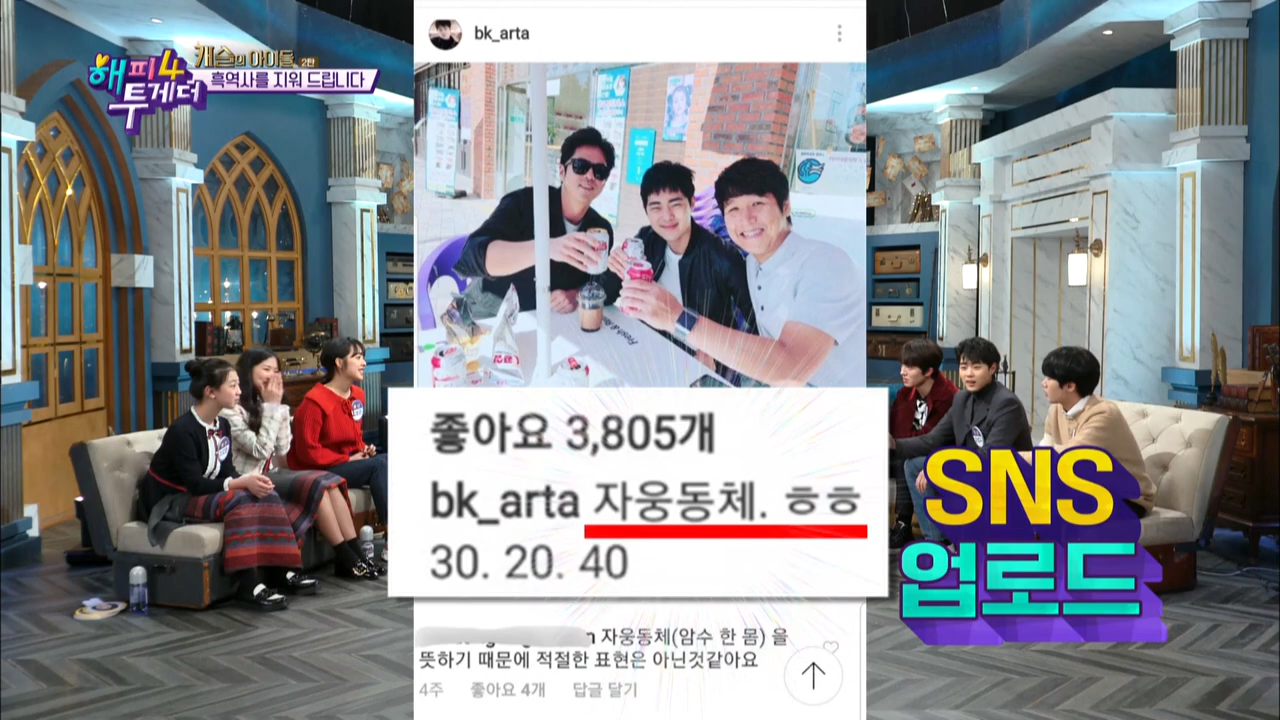 bk_arta
해피4
투게더
캐슬의 아이돌 2탄
흑역사를 지워 드립니다
좋아요 3,805개
bk_arta 자웅동체. ㅎㅎ
30. 20. 40
SNS
업로드
n 자웅동체(암수 한 몸) 을
뜻하기 때문에 적절한 표현은 아닌것같아요
4주 좋아요 4개 답글 달기